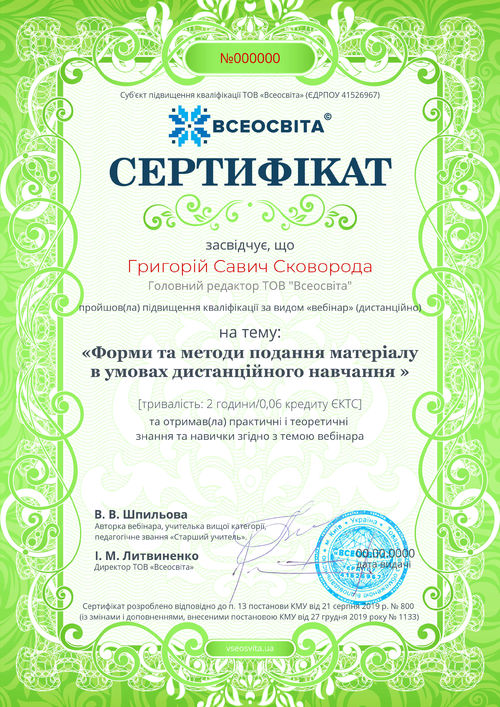 №000000
Суб'єкт підвищення кваліфікації ТОВ «Всеосвіта» (ЄДРПОУ 41526967)
ВСЕОСВІТА©
СЕРТИФІКАТ
засвідчує, що
Григорій Савич Сковорода
Головний редактор ТОВ "Всеосвіта"
пройшов(ла) підвищення кваліфікації за видом «вебінар» (дистанційно)
на тему:
«Форми та методи подання матеріалу
в умовах дистанційного навчання »
[тривалість: 2 години/0,06 кредиту ЄКТС]
та отримав(ла) практичні і теоретичні
знання та навички згідно з темою вебінара
В. В. Шпильова
Авторка вебінара, учителька вищої категорії,
педагогічне звання «Старший учитель».
І. М. Литвиненко
Директор ТОВ «Всеосвіта»
Україна
м. Київ
«ВСЕОСВІТА»
41526967
00.00.0000
дата видачі
Сертифікат розроблено відповідно до п. 13 постанови КМУ від 21 серпня 2019 р. № 800
(із змінами і доповненнями, внесеними постановою КМУ від 27 грудня 2019 року № 1133)
vseosvita.ua